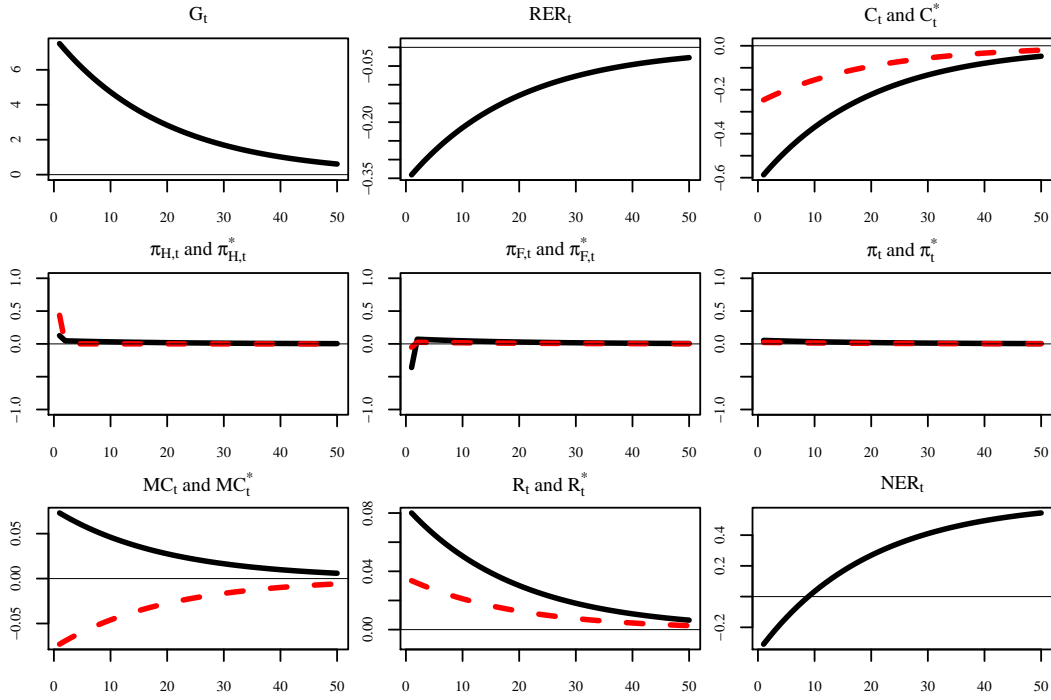 G_t
0 2 4 6
0 10 20 30 40 50
RER_t
-0.35 -0.20 -0.05
0 10 20 30 40 50
C_t and C_t^*
-0.6 -0.4 -0.2 0.0
0 10 20 30 40 50
π_{H,t} and π_{H,t}^*
-1.0 0.0 0.5 1.0
0 10 20 30 40 50
π_{F,t} and π_{F,t}^*
-1.0 0.0 0.5 1.0
0 10 20 30 40 50
π_t and π_t^*
-1.0 0.0 0.5 1.0
0 10 20 30 40 50
MC_t and MC_t^*
-0.05 0.00 0.05
0 10 20 30 40 50
R_t and R_t^*
0.00 0.04 0.08
0 10 20 30 40 50
NER_t
-0.2 0.2 0.4
0 10 20 30 40 50